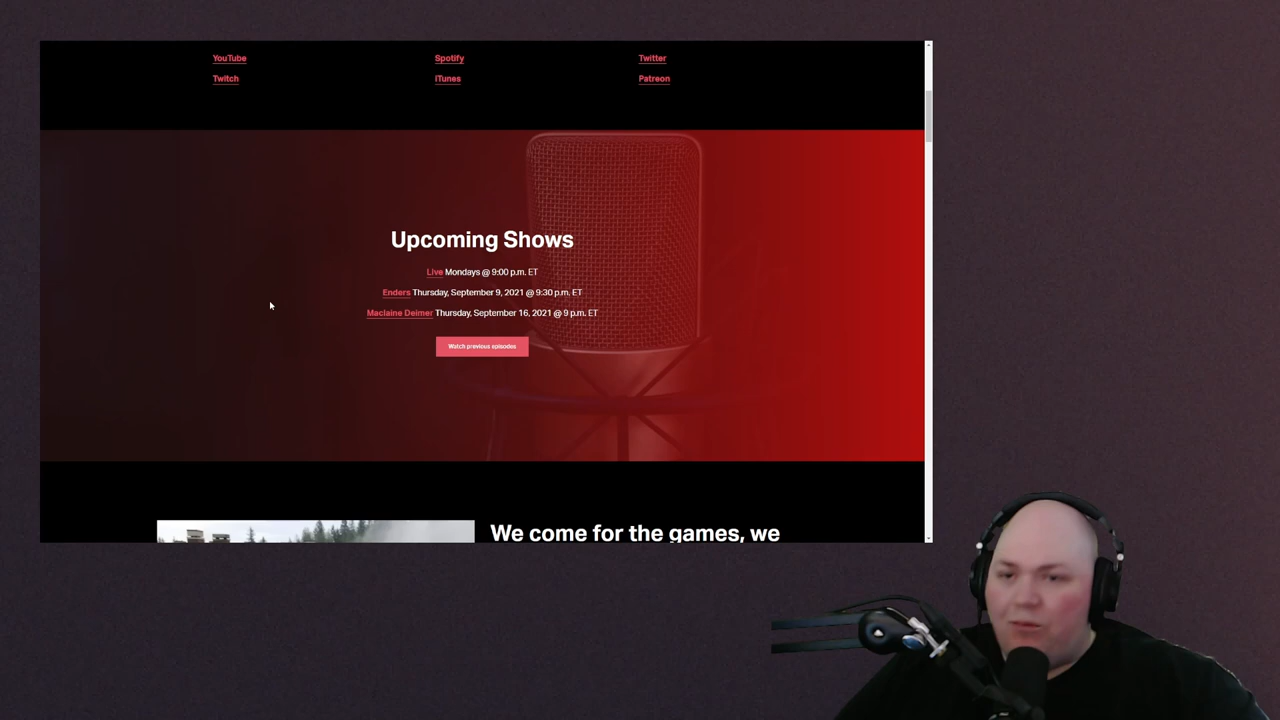 YouTube Spotify Twitter
Twitch iTunes Patreon
Upcoming Shows
Live Mondays @ 9:00 p.m. ET
Enders Thursday, September 9, 2021 @ 9:30 p.m. ET
Maclaine Deimer Thursday, September 16, 2021 @ 9 p.m. ET
Watch previous episodes
We come for the games, we